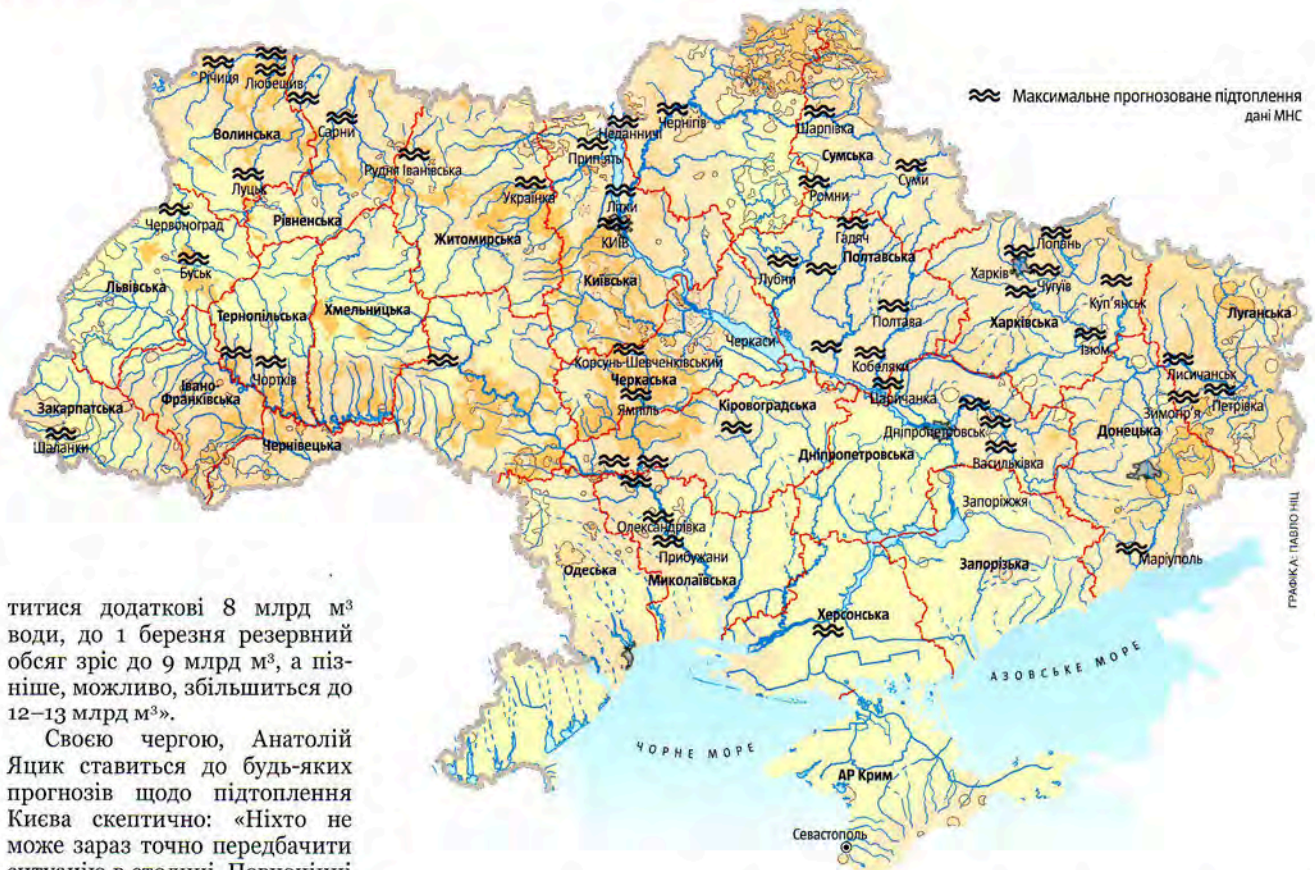 Максимальне прогнозоване підтоплення
дані МНС
Річиця
Любешив
Волинська
Сарни
Луцьк
Рудня Іванівська
Рівненська
Червоноград
Буськ
Львівська
Тернопільська
Хмельницька
Житомирська
Українка
Неданничі
Прип'ять
Чернігів
Літки
КИЇВ
Київська
Шарпівка
Сумська
Суми
Ромни
Гадяч
Полтавська
Лубни
Полтава
Лопань
Харків
Чугуїв
Харківська
Куп'янськ
Ізюм
Луганська
Лисичанськ
Зимогір'я
Петрівка
Донецька
Черкаси
Корсунь-Шевченківський
Черкаська
Ямпіль
Кіровоградська
Кобеляки
Царичанка
Дніпропетровськ
Дніпропетровська
Васильківка
Чортків
Івано-
Франківська
Закарпатська
Шаланки
Чернівецька
Запоріжжя
Запорізька
Маріуполь
Олександрівка
Прибужани
Одеська
Миколаївська
Херсонська
АЗОВСЬКЕ МОРЕ
ЧОРНЕ МОРЕ
АР Крим
Севастополь
ГРАФІКА: ПАВЛО НІЦ
титися додаткові 8 млрд м³
води, до 1 березня резервний
обсяг зріс до 9 млрд м³, а піз-
ніше, можливо, збільшиться до
12–13 млрд м³».
Своєю чергою, Анатолій
Яцик ставиться до будь-яких
прогнозів щодо підтоплення
Києва скептично: «Ніхто не
може зараз точно передбачити